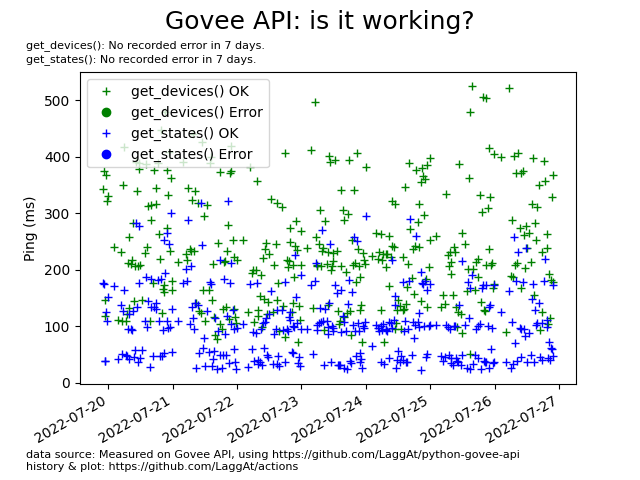 Govee API: is it working?
get_devices(): No recorded error in 7 days.
get_states(): No recorded error in 7 days.
get_devices() OK
get_devices() Error
get_states() OK
get_states() Error
Ping (ms)
500
400
300
200
100
0
2022-07-20
2022-07-21
2022-07-22
2022-07-23
2022-07-24
2022-07-25
2022-07-26
2022-07-27
data source: Measured on Govee API, using https://github.com/LaggAt/python-govee-api
history & plot: https://github.com/LaggAt/actions